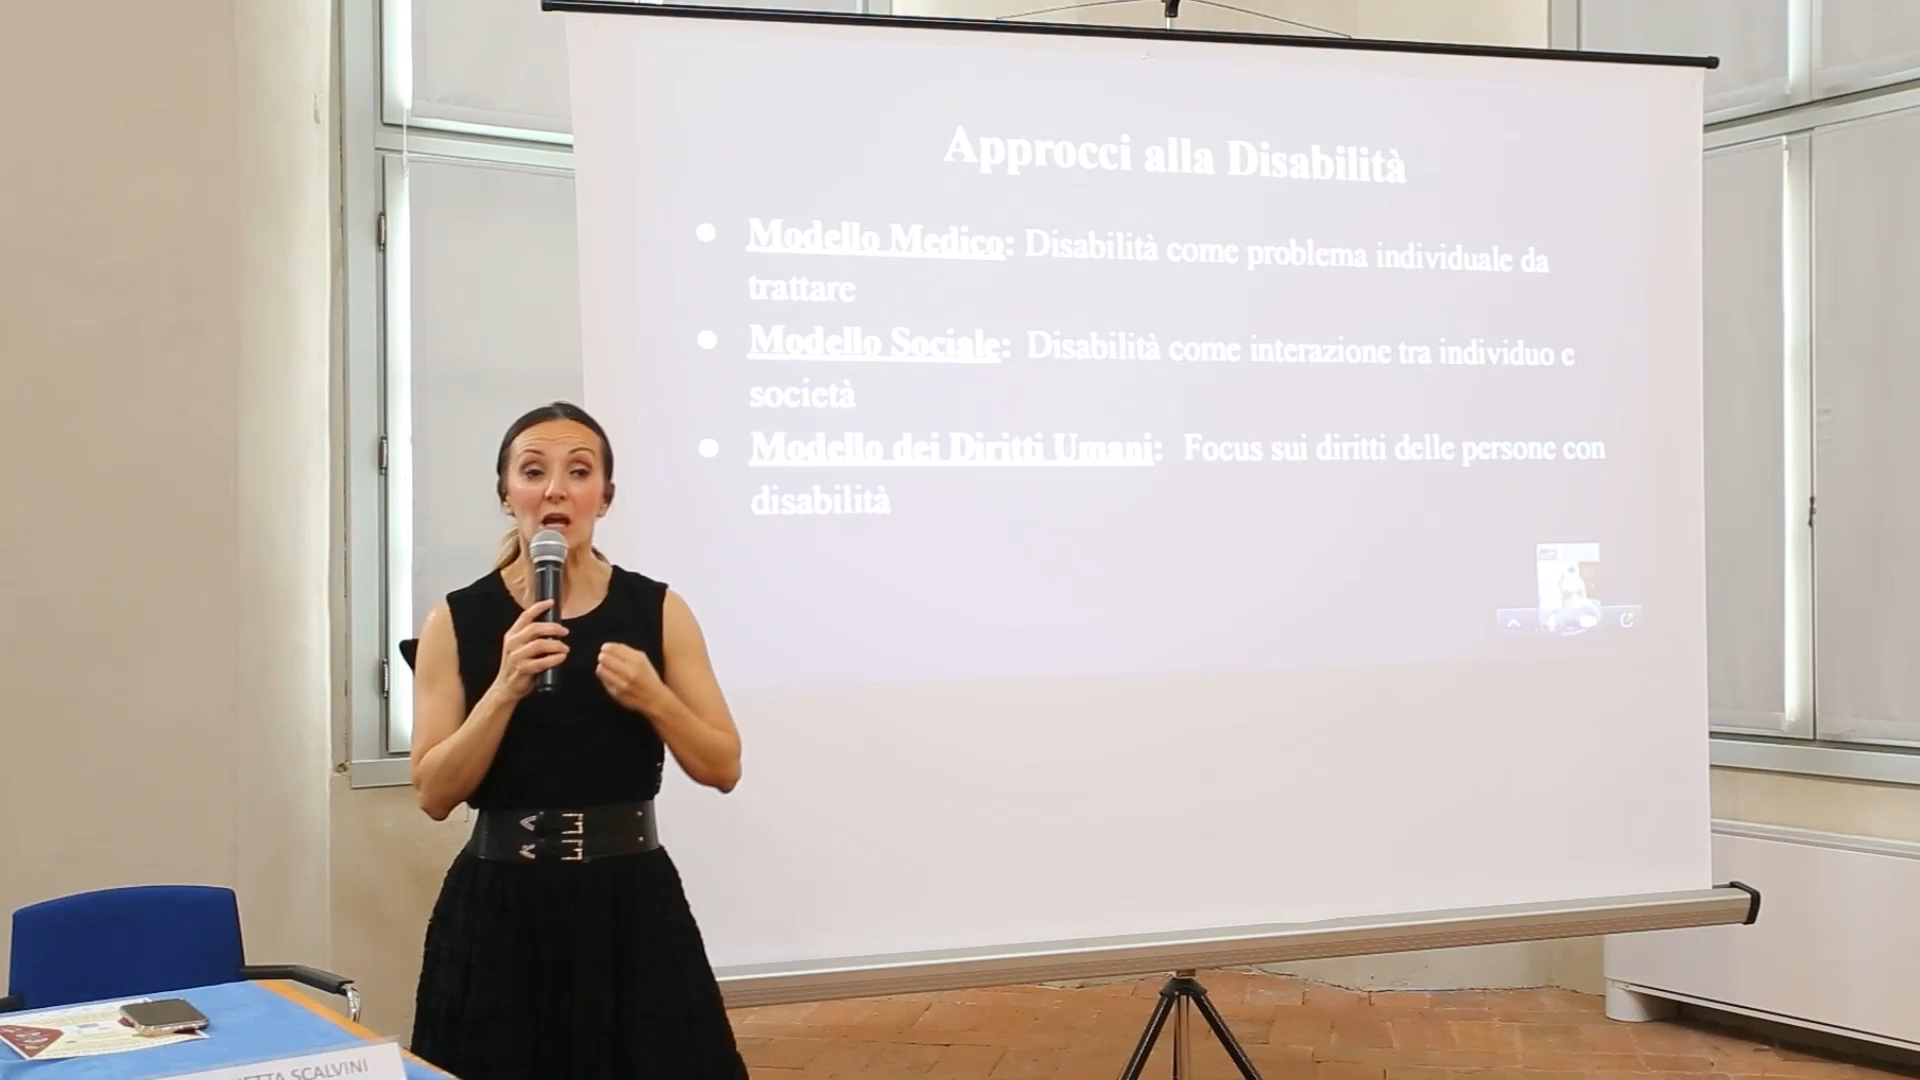 Approcci alla Disabilità
● Modello Medico: Disabilità come problema individuale da
trattare
● Modello Sociale: Disabilità come interazione tra individuo e
società
● Modello dei Diritti Umani: Focus sui diritti delle persone con
disabilità
SCALVINI